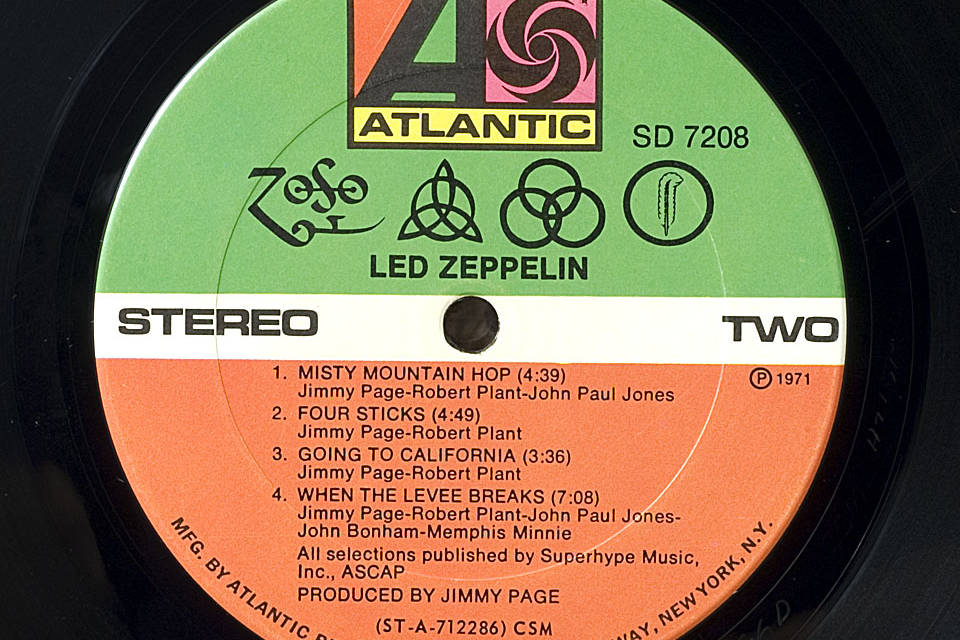 ATLANTIC
SD 7208
LED ZEPPELIN
STEREO
TWO
1. MISTY MOUNTAIN HOP (4:39)
Jimmy Page-Robert Plant-John Paul Jones
℗ 1971
2. FOUR STICKS (4:49)
Jimmy Page-Robert Plant
3. GOING TO CALIFORNIA (3:36)
Jimmy Page-Robert Plant
4. WHEN THE LEVEE BREAKS (7:08)
Jimmy Page-Robert Plant-John Paul Jones-
John Bonham-Memphis Minnie
All selections published by Superhype Music,
Inc., ASCAP
PRODUCED BY JIMMY PAGE
(ST-A-712286) CSM
MFG. BY ATLANTIC
NEW YORK, N.Y.